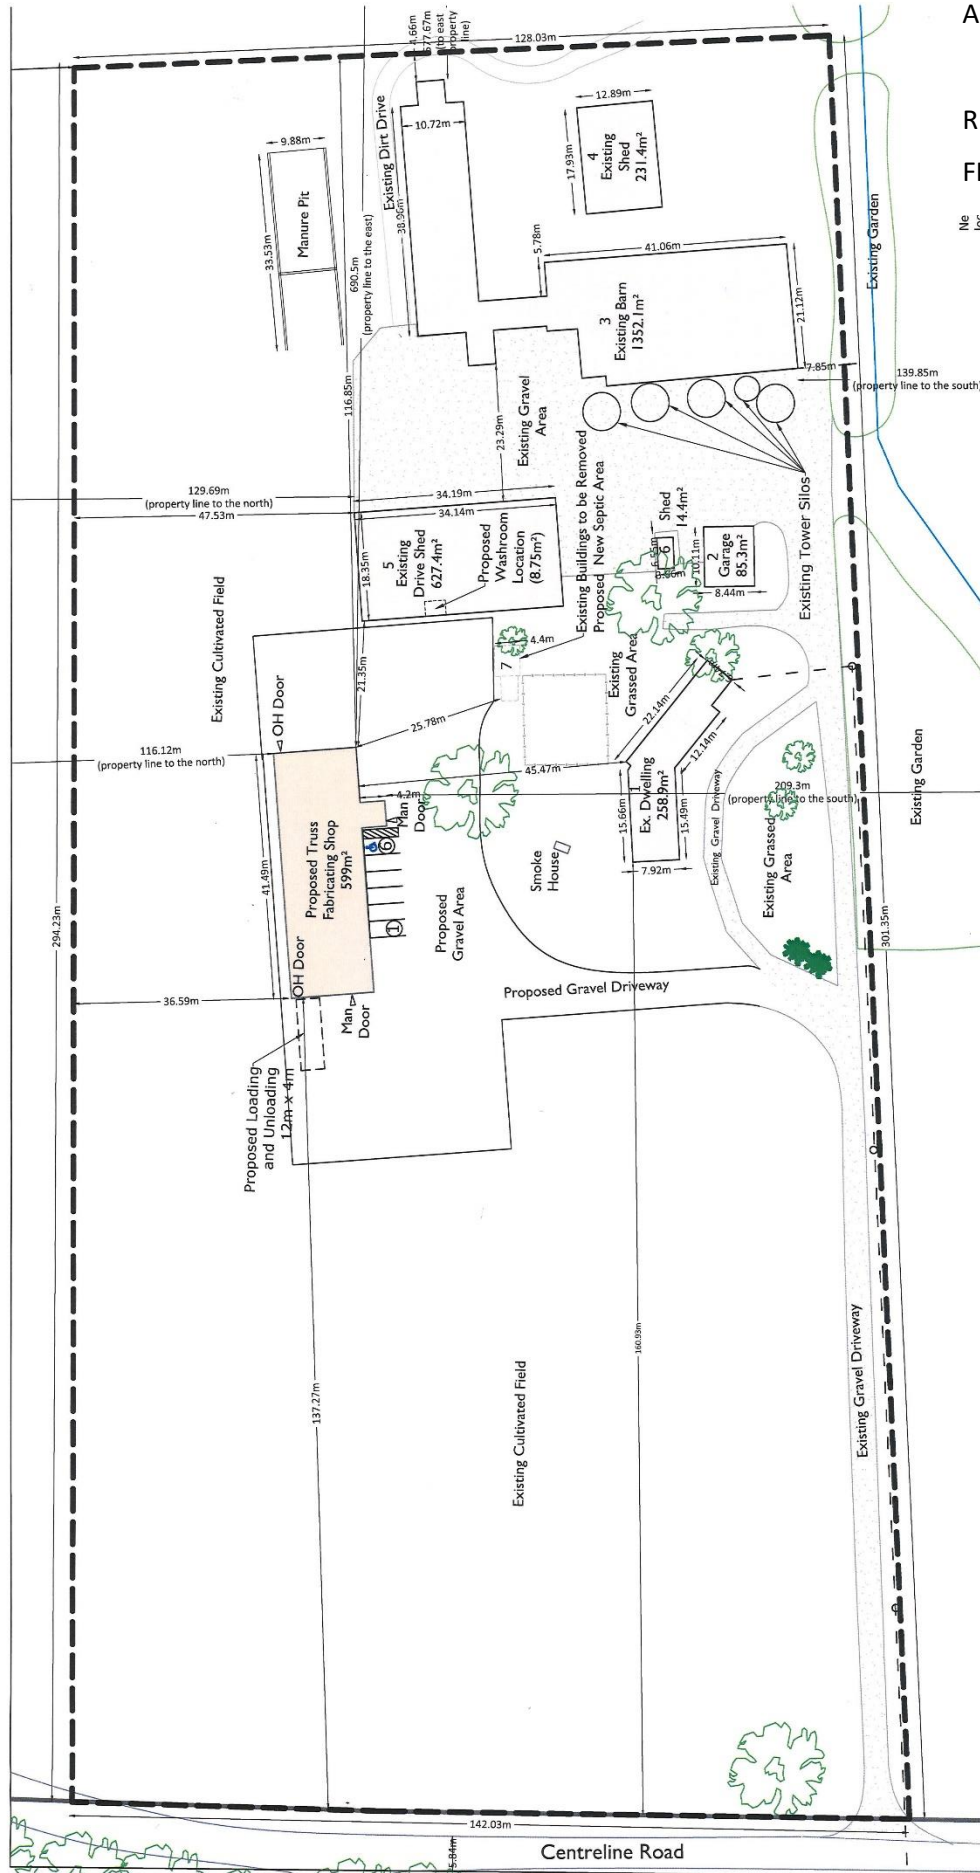 A
R
Ne
loc
128.03m
4.66m
677.67m
(to east
property
line)
12.89m
17.93m
4
Existing
Shed
231.4m²
10.72m
Existing Dirt Drive
38.90m
9.88m
33.53m
Manure Pit
690.5m
(property line to the east)
5.78m
41.06m
3
Existing Barn
1352.1m²
21.12m
7.85m
139.85m
(property line to the south)
Existing Garden
116.85m
23.29m
Existing Gravel
Area
129.69m
(property line to the north)
47.53m
34.19m
34.14m
18.35m
5
Existing
Drive Shed
627.4m²
Proposed
Washroom
Location
(8.75m²)
Existing Buildings to be Removed
Proposed New Septic Area
Shed
14.4m²
6
10.11m
2
Garage
85.3m²
8.44m
Existing Tower Silos
Existing Cultivated Field
21.35m
4.4m
7
Existing
Grassed Area
OH Door
25.78m
22.14m
12.14m
116.12m
(property line to the north)
45.47m
4.2m
Man
Door
6
1
Ex. Dwelling
258.9m²
15.66m
15.49m
7.92m
Existing Gravel Driveway
209.3m
(property line to the south)
Existing Garden
Existing Grassed
Area
41.49m
Proposed Truss
Fabricating Shop
599m²
1
Proposed
Gravel Area
Smoke
House
294.23m
301.35m
36.59m
OH Door
Man
Door
Proposed Gravel Driveway
Proposed Loading
and Unloading
12m x 4m
137.27m
160.93m
Existing Cultivated Field
Existing Gravel Driveway
142.03m
5.84m
Centreline Road